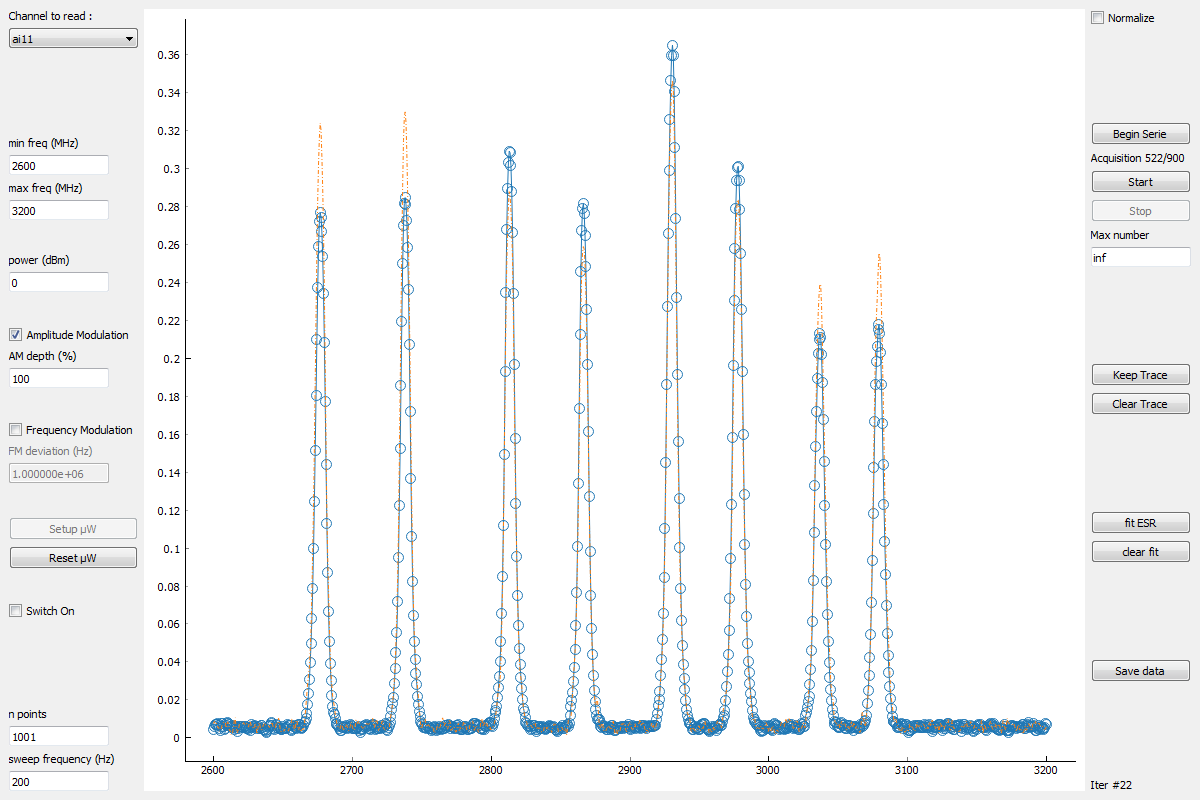 Channel to read :
ai11
min freq (MHz)
2600
max freq (MHz)
3200
power (dBm)
0
Amplitude Modulation
AM depth (%)
100
Frequency Modulation
FM deviation (Hz)
1.000000e+06
Setup µW
Reset µW
Switch On
n points
1001
sweep frequency (Hz)
200
0.36
0.34
0.32
0.3
0.28
0.26
0.24
0.22
0.2
0.18
0.16
0.14
0.12
0.1
0.08
0.06
0.04
0.02
0
2600 2700 2800 2900 3000 3100 3200
Normalize
Begin Serie
Acquisition 522/900
Start
Stop
Max number
inf
Keep Trace
Clear Trace
fit ESR
clear fit
Save data
Iter #22